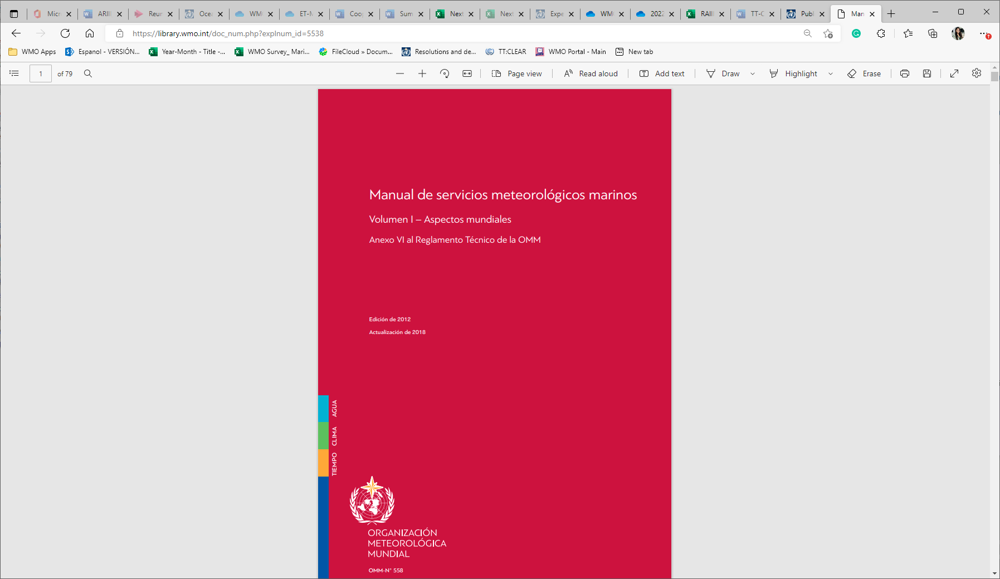 Micr
ARIII
Reur
Ocea
WMO
ET-M
Coop
Sum
Next
Next
Expe
WMO
2022
RAIII
TT-C
Publ
Man
https://library.wmo.int/doc_num.php?explnum_id=5538
WMO Apps
Espanol - VERSIÓN...
Year-Month - Title -...
WMO Survey_ Mari...
FileCloud » Docum...
Resolutions and de...
TT:CLEAR
WMO Portal - Main
New tab
1 of 79
Page view
Read aloud
Add text
Draw
Highlight
Erase
Manual de servicios meteorológicos marinos
Volumen I – Aspectos mundiales
Anexo VI al Reglamento Técnico de la OMM
Edición de 2012
Actualización de 2018
TIEMPO CLIMA AGUA
ORGANIZACIÓN
METEOROLÓGICA
MUNDIAL
OMM-N° 558